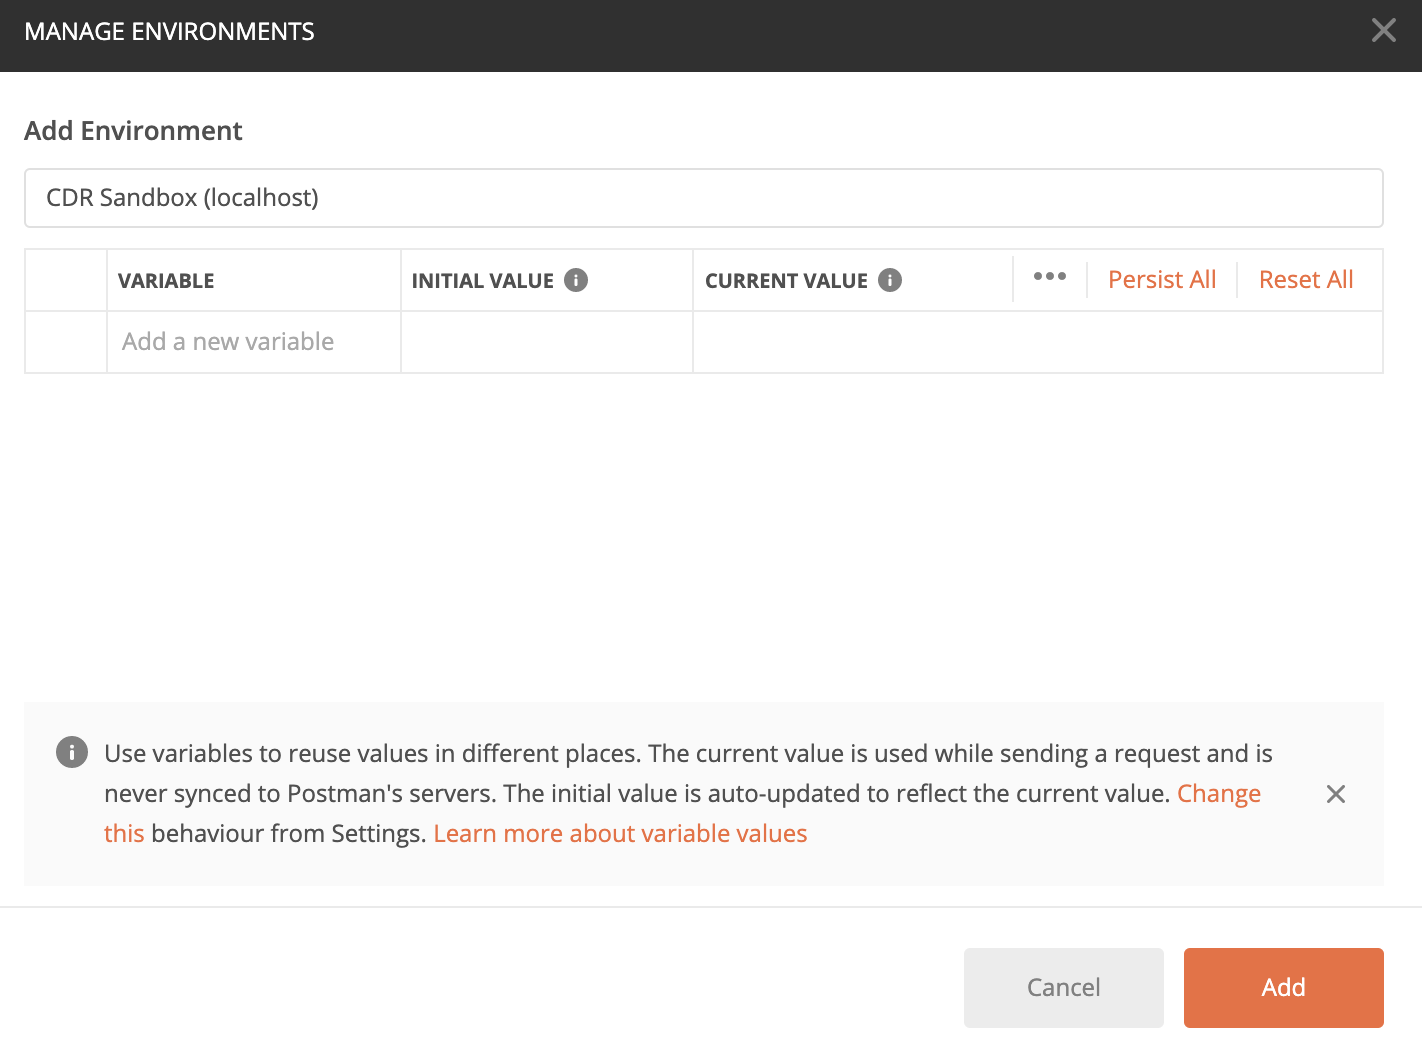 MANAGE ENVIRONMENTS
Add Environment
CDR Sandbox (localhost)
VARIABLE INITIAL VALUE CURRENT VALUE Persist All Reset All
Add a new variable
Use variables to reuse values in different places. The current value is used while sending a request and is
never synced to Postman's servers. The initial value is auto-updated to reflect the current value. Change
this behaviour from Settings. Learn more about variable values
Cancel Add